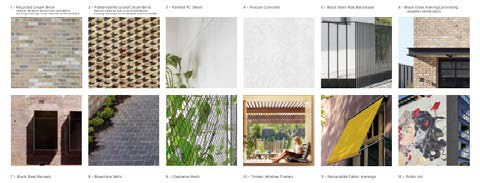 1 - Recycled Cream Brick
2 - Patterned Recycled Cream Brick
3 - Painted FC Sheet
4 - Precast Concrete
5 - Black Steel Rod Balustrade
6 - Black Steel Awnings providing
weather protection
7 - Black Steel Reveals
8 - Bluestone Setts
9 - Chainwire Mesh
10 - Timber Window Frames
11 - Retractable Fabric Awnings
12 - Public Art